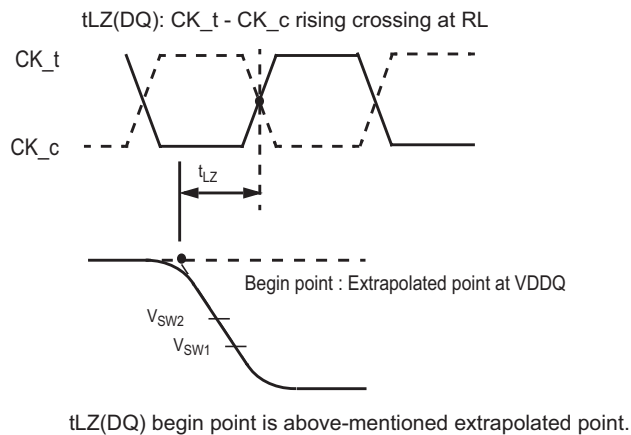 tLZ(DQ): CK_t - CK_c rising crossing at RL
CK_t
CK_c
tLZ
Begin point : Extrapolated point at VDDQ
VSW2
VSW1
tLZ(DQ) begin point is above-mentioned extrapolated point.